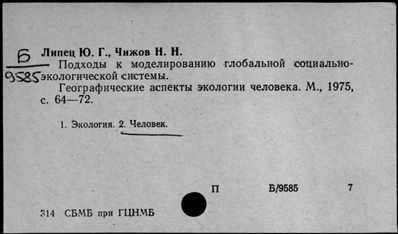 Б
9585
Липец Ю. Г., Чижов Н. Н.
Подходы к моделированию глобальной социально-
экологической системы.
Географические аспекты экологии человека. М., 1975,
с. 64—72.
1. Экология. 2. Человек.
П Б/9585 7
314 СБМБ при ГЦНМБ